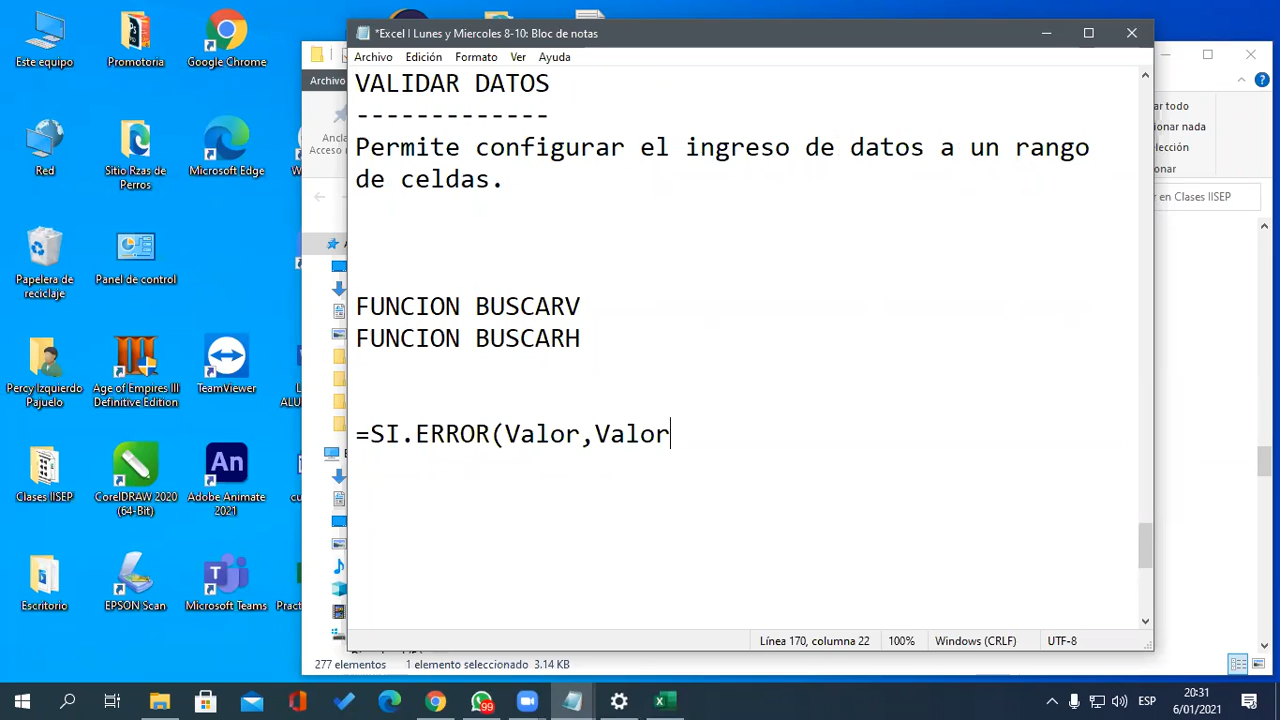 Este equipo
Promotoria
Google Chrome
Red
Sitio Rzas de
Perros
Microsoft Edge
Papelera de
reciclaje
Panel de control
Percy Izquierdo
Pajuelo
Age of Empires III
Definitive Edition
TeamViewer
Clases IISEP
CorelDRAW 2020
(64-Bit)
Adobe Animate
2021
Escritorio
EPSON Scan
Microsoft Teams
*Excel I Lunes y Miercoles 8-10: Bloc de notas
Archivo Edición Formato Ver Ayuda
VALIDAR DATOS
-------------
Permite configurar el ingreso de datos a un rango
de celdas.
FUNCION BUSCARV
FUNCION BUSCARH
=SI.ERROR(Valor,Valor
Línea 170, columna 22 100% Windows (CRLF) UTF-8
Archivo
277 elementos 1 elemento seleccionado 3.14 KB
en Clases IISEP
99
ESP
20:31
6/01/2021